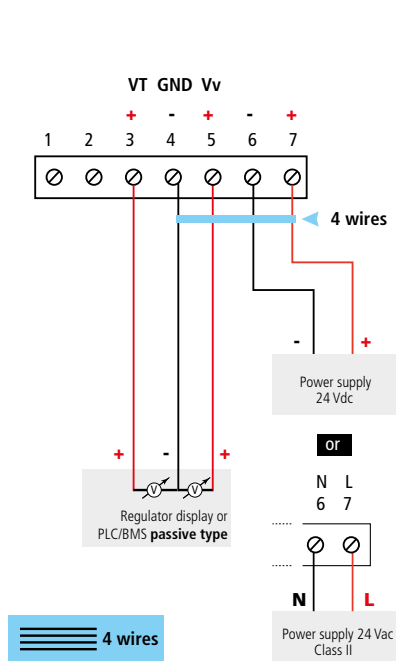 VT GND Vv
+ - + - +
1 2 3 4 5 6 7
4 wires
- +
Power supply
24 Vdc
or
+ - +
V V
Regulator display or
PLC/BMS passive type
N L
6 7
N L
Power supply 24 Vac
Class II
4 wires